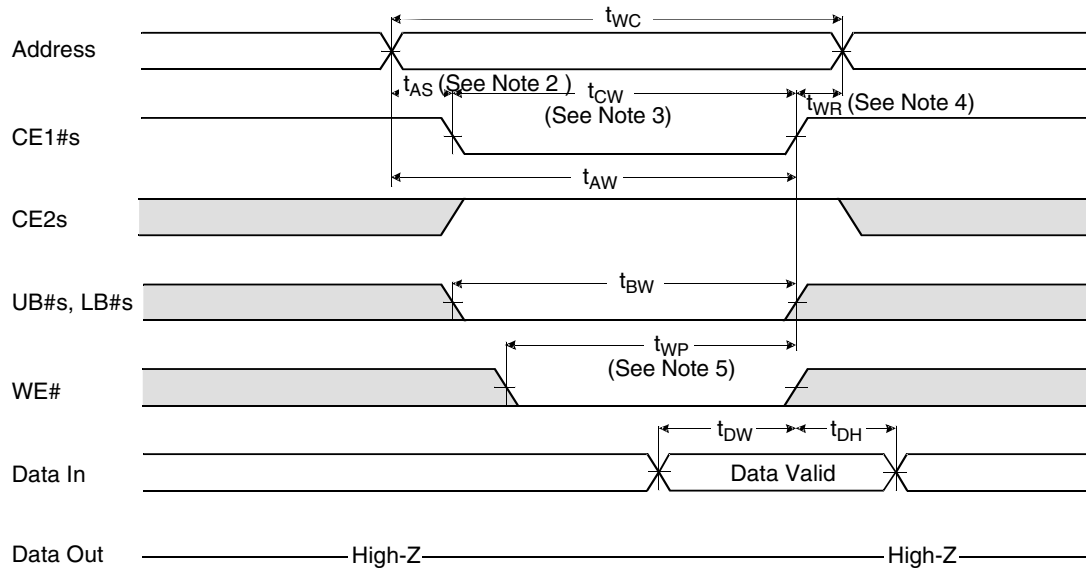 tWC
Address
tAS (See Note 2 )
tCW
(See Note 3)
tWR (See Note 4)
CE1#s
tAW
CE2s
tBW
UB#s, LB#s
tWP
(See Note 5)
WE#
tDW
tDH
Data In
Data Valid
Data Out
High-Z
High-Z